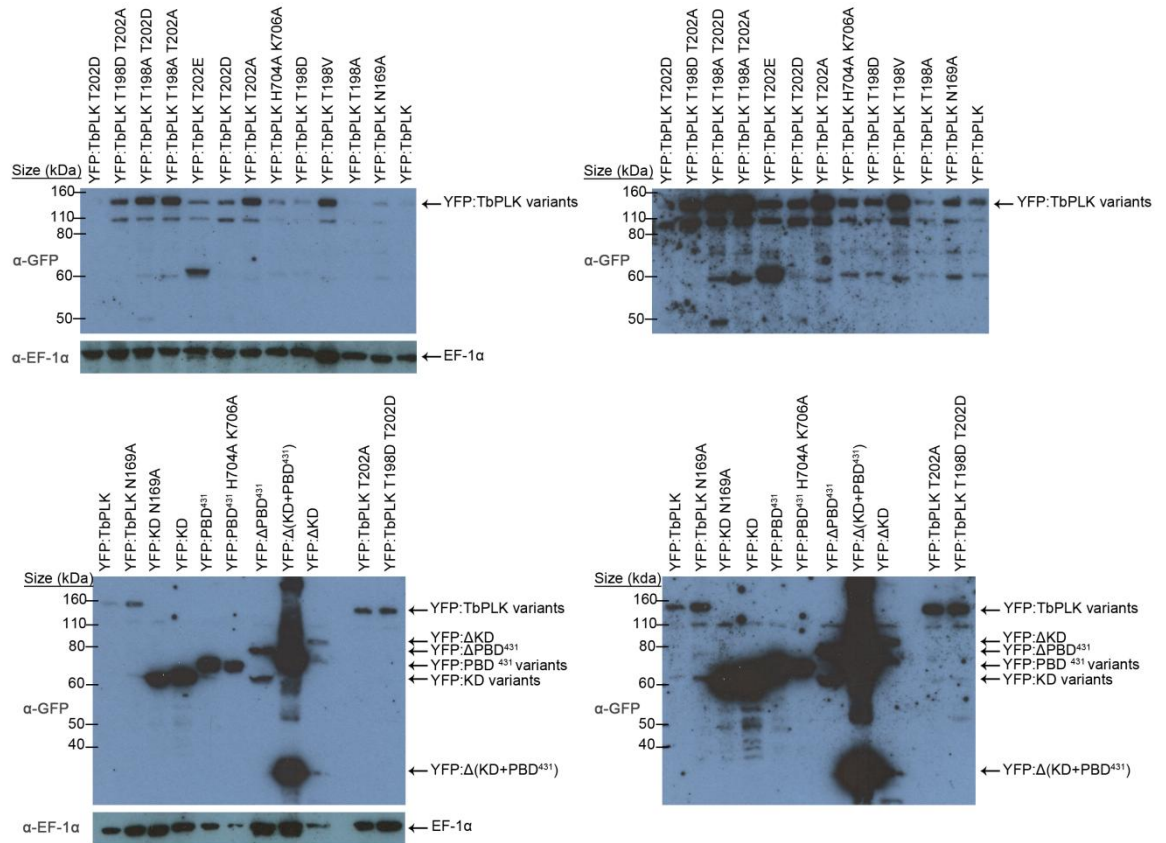 YFP:TbPLK T202D
YFP:TbPLK T198D T202A
YFP:TbPLK T198A T202D
YFP:TbPLK T198A T202A
YFP:TbPLK T202E
YFP:TbPLK T202D
YFP:TbPLK T202A
YFP:TbPLK H704A K706A
YFP:TbPLK T198D
YFP:TbPLK T198V
YFP:TbPLK T198A
YFP:TbPLK N169A
YFP:TbPLK
Size (kDa)
160
110
80
60
50
α-GFP
YFP:TbPLK variants
α-EF-1α
EF-1α
YFP:TbPLK T202D
YFP:TbPLK T198D T202A
YFP:TbPLK T198A T202D
YFP:TbPLK T198A T202A
YFP:TbPLK T202E
YFP:TbPLK T202D
YFP:TbPLK T202A
YFP:TbPLK H704A K706A
YFP:TbPLK T198D
YFP:TbPLK T198V
YFP:TbPLK T198A
YFP:TbPLK N169A
YFP:TbPLK
Size (kDa)
160
110
80
60
50
α-GFP
YFP:TbPLK variants
YFP:TbPLK
YFP:TbPLK N169A
YFP:KD N169A
YFP:KD
YFP:PBD⁴³¹
YFP:PBD⁴³¹ H704A K706A
YFP:ΔPBD⁴³¹
YFP:Δ(KD+PBD⁴³¹)
YFP:ΔKD
YFP:TbPLK T202A
YFP:TbPLK T198D T202D
Size (kDa)
160
110
80
60
50
40
α-GFP
YFP:TbPLK variants
YFP:ΔKD
YFP:ΔPBD⁴³¹
YFP:PBD ⁴³¹ variants
YFP:KD variants
YFP:Δ(KD+PBD⁴³¹)
α-EF-1α
EF-1α
YFP:TbPLK
YFP:TbPLK N169A
YFP:KD N169A
YFP:KD
YFP:PBD⁴³¹
YFP:PBD⁴³¹ H704A K706A
YFP:ΔPBD⁴³¹
YFP:Δ(KD+PBD⁴³¹)
YFP:ΔKD
YFP:TbPLK T202A
YFP:TbPLK T198D T202D
Size (kda)
160
110
80
60
50
40
α-GFP
YFP:TbPLK variants
YFP:ΔKD
YFP:ΔPBD⁴³¹
YFP:PBD ⁴³¹ variants
YFP:KD variants
YFP:Δ(KD+PBD⁴³¹)